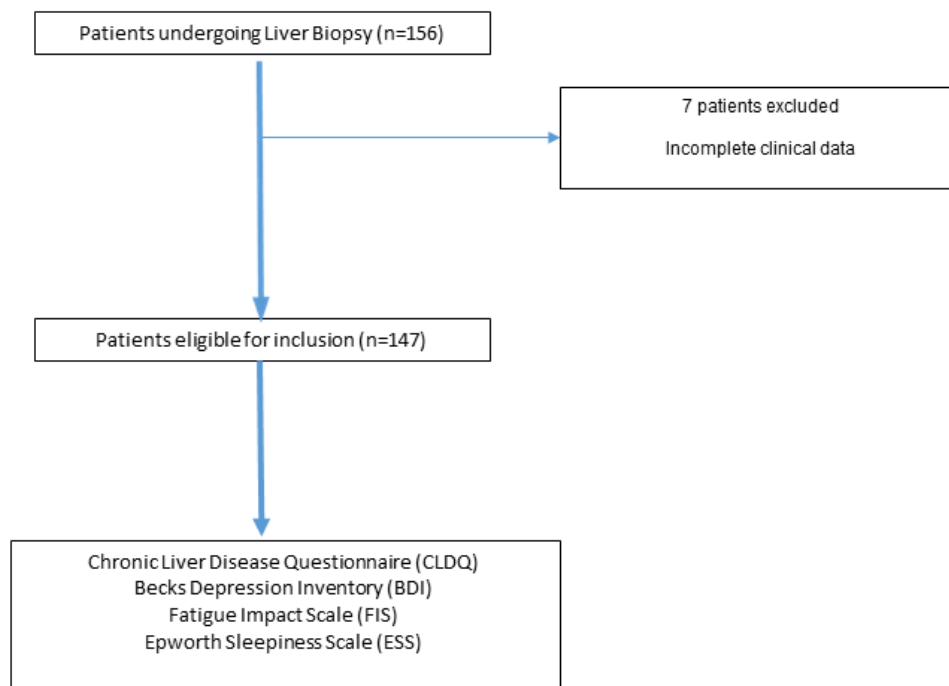 Patients undergoing Liver Biopsy (n=156)
7 patients excluded
Incomplete clinical data
Patients eligible for inclusion (n=147)
Chronic Liver Disease Questionnaire (CLDQ)
Becks Depression Inventory (BDI)
Fatigue Impact Scale (FIS)
Epworth Sleepiness Scale (ESS)